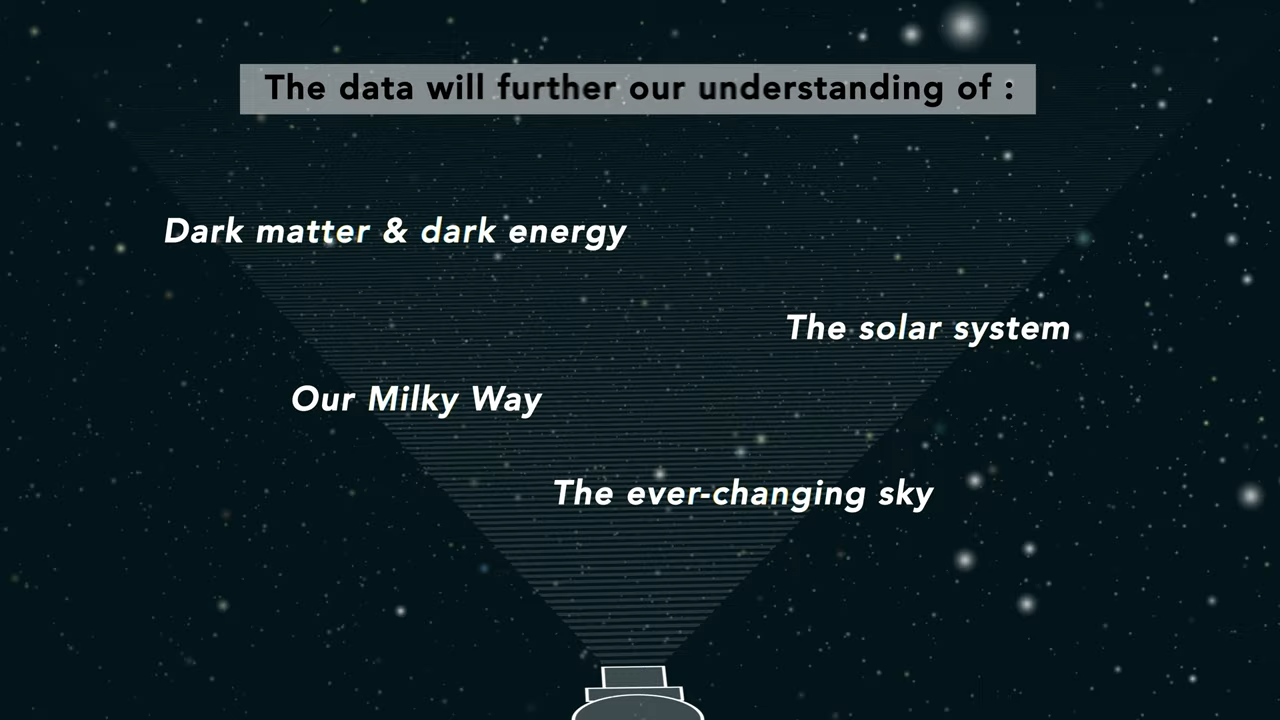 The data will further our understanding of :
Dark matter & dark energy
The solar system
Our Milky Way
The ever-changing sky